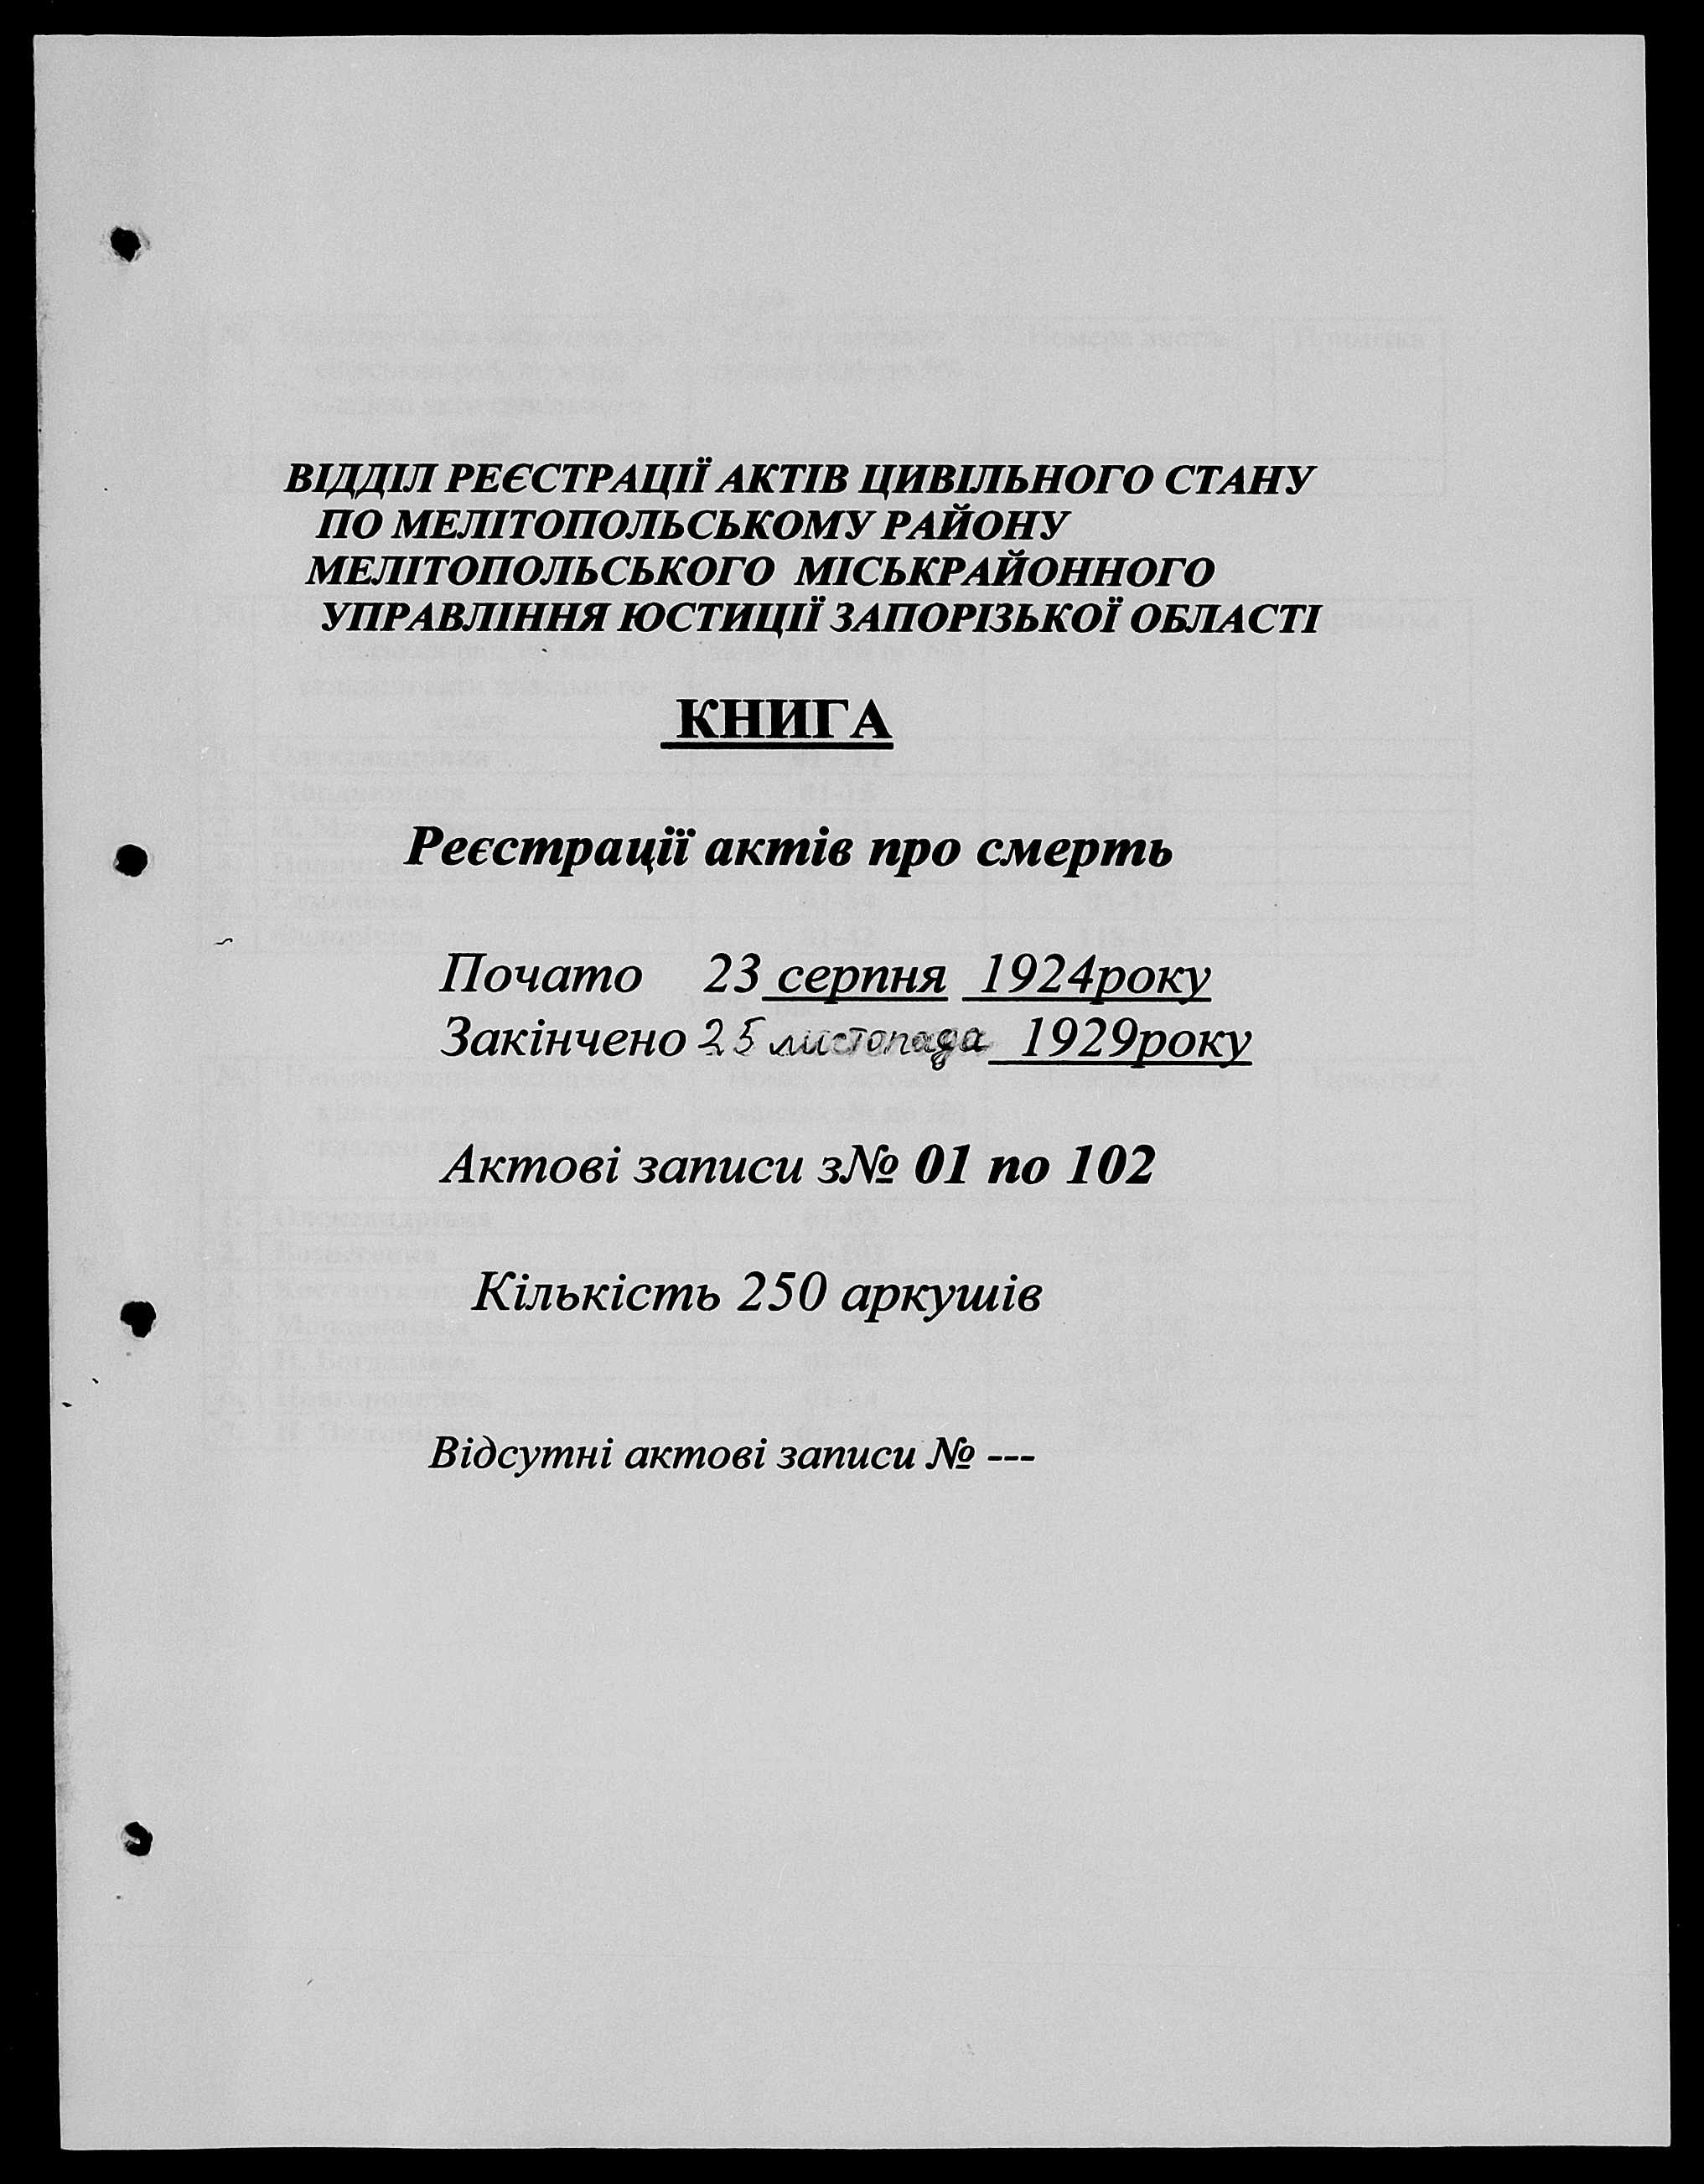 ВІДДІЛ РЕЄСТРАЦІЇ АКТІВ ЦИВІЛЬНОГО СТАНУ
ПО МЕЛІТОПОЛЬСЬКОМУ РАЙОНУ
МЕЛІТОПОЛЬСЬКОГО МІСЬКРАЙОННОГО
УПРАВЛІННЯ ЮСТИЦІЇ ЗАПОРІЗЬКОЇ ОБЛАСТІ
КНИГА
Реєстрації актів про смерть
Почато 23 серпня 1924року
Закінчено 25 листопада 1929року
Актові записи з№ 01 по 102
Кількість 250 аркушів
Відсутні актові записи № ---